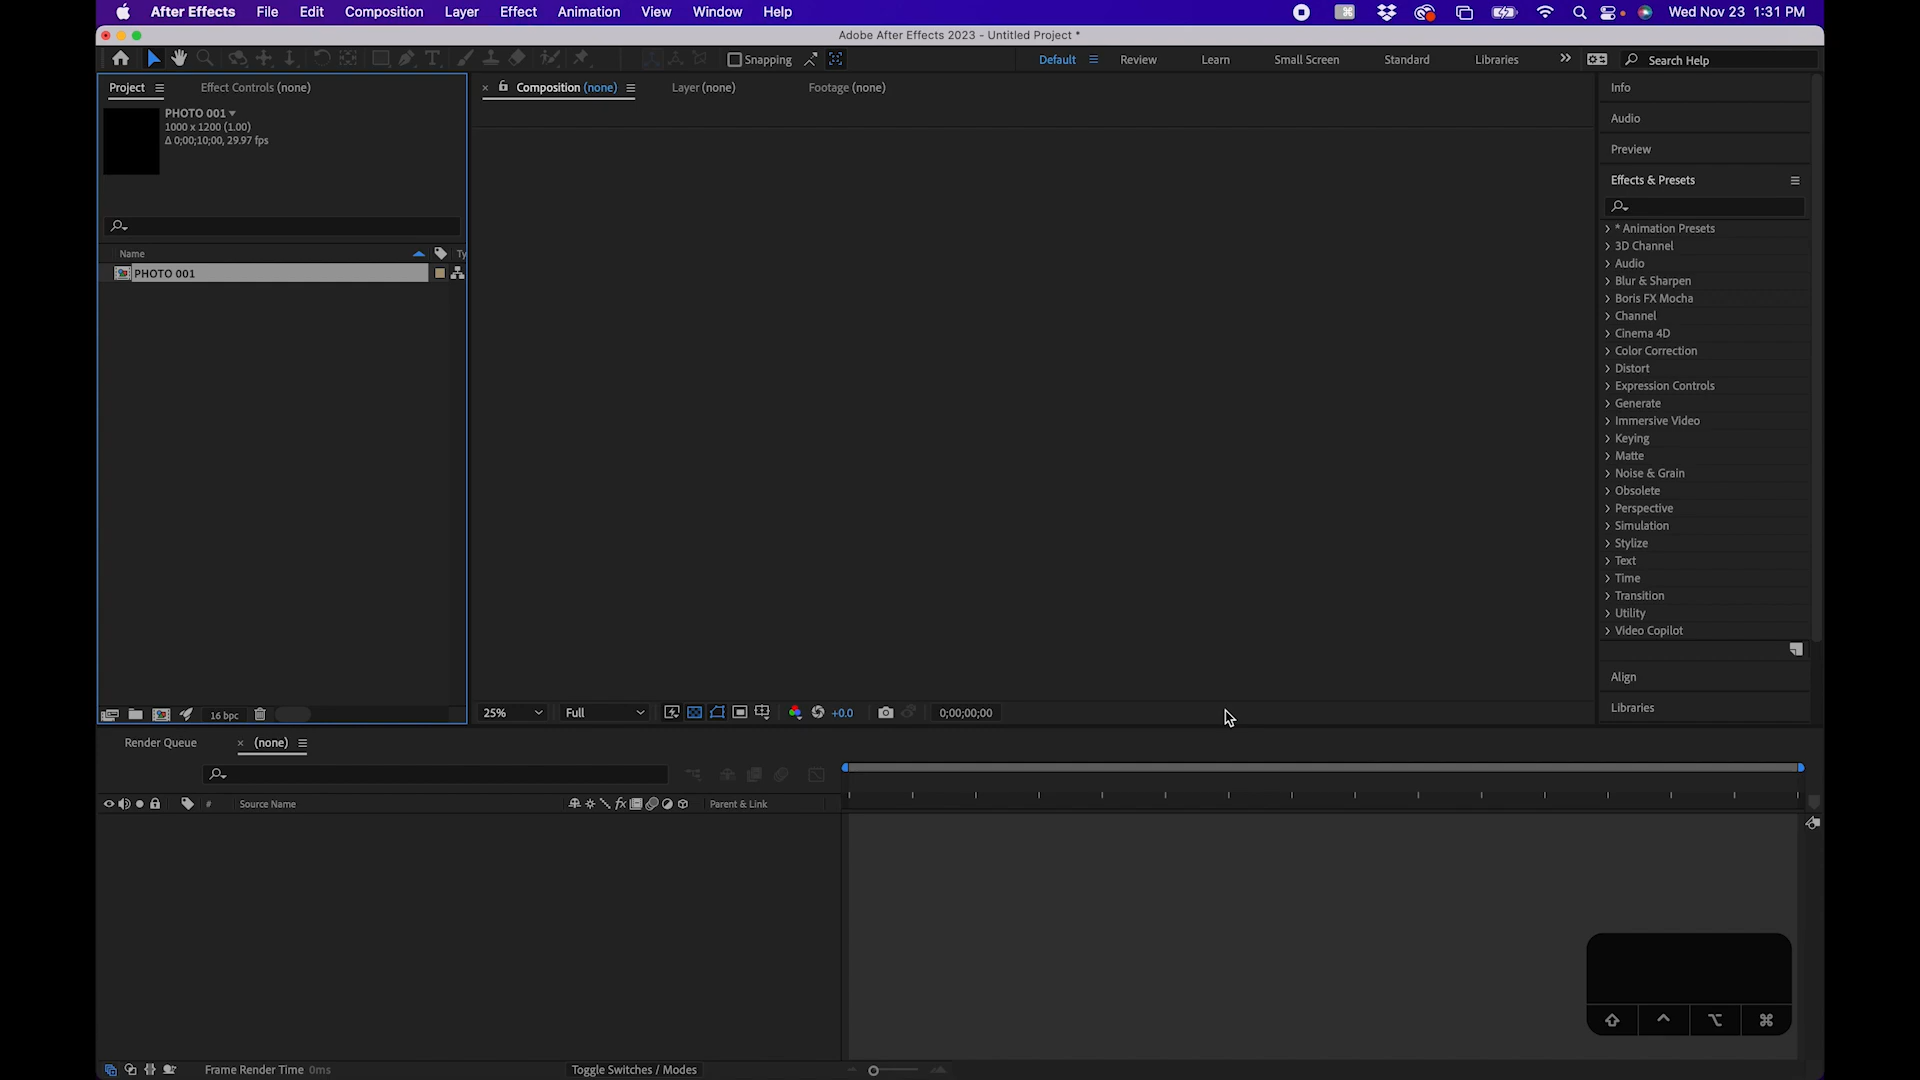 After Effects File Edit Composition Layer Effect Animation View Window Help Wed Nov 23 1:31 PM
Adobe After Effects 2023 - Untitled Project *
Snapping Default Review Learn Small Screen Standard Libraries Search Help
Project Effect Controls (none) Composition (none) Layer (none) Footage (none) Info
PHOTO 001
1000 x 1200 (1.00)
Δ 0;00;10;00, 29.97 fps
Audio
Preview
Effects & Presets
Name Ty
PHOTO 001
* Animation Presets
3D Channel
Audio
Blur & Sharpen
Boris FX Mocha
Channel
Cinema 4D
Color Correction
Distort
Expression Controls
Generate
Immersive Video
Keying
Matte
Noise & Grain
Obsolete
Perspective
Simulation
Stylize
Text
Time
Transition
Utility
Video Copilot
Align
Libraries
16 bpc 25% Full +0.0 0;00;00;00
Render Queue (none)
# Source Name fx Parent & Link
Frame Render Time 0ms Toggle Switches / Modes